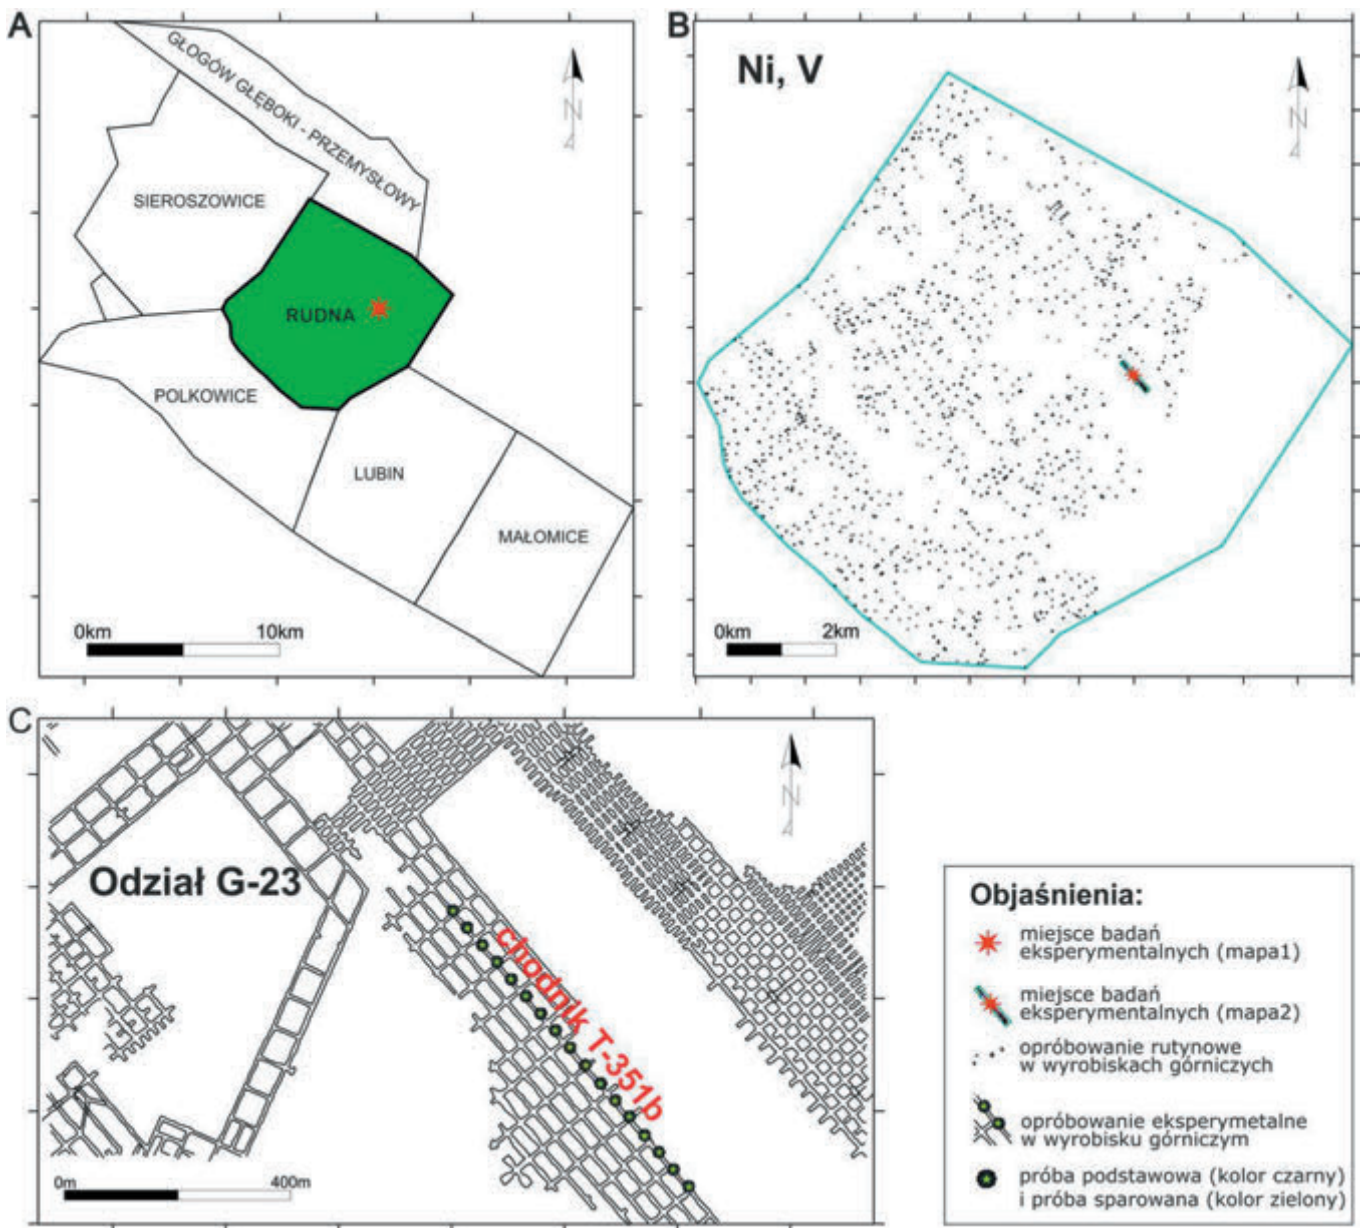 A
GŁOGÓW GŁĘBOKI - PRZEMYSŁOWY
N
SIEROSZOWICE
RUDNA
POLKOWICE
LUBIN
MAŁOMICE
0km 10km
B
Ni, V
N
0km 2km
C
N
Odział G-23
chodnik T-351b
0m 400m
Objaśnienia:
miejsce badań
eksperymentalnych (mapa1)
miejsce badań
eksperymentalnych (mapa2)
opróbowanie rutynowe
w wyrobiskach górniczych
opróbowanie eksperymetalne
w wyrobisku górniczym
próba podstawowa (kolor czarny)
i próba sparowana (kolor zielony)